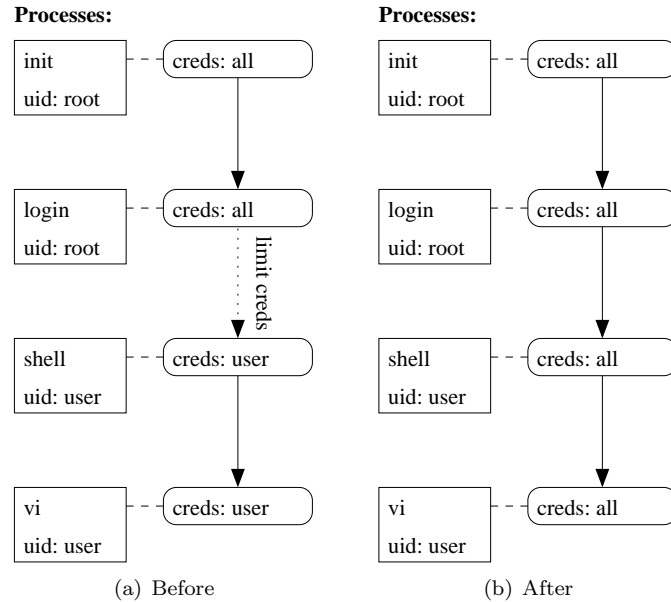 Processes:
init
uid: root
creds: all
login
uid: root
creds: all
limit creds
shell
uid: user
creds: user
vi
uid: user
creds: user
(a) Before
Processes:
init
uid: root
creds: all
login
uid: root
creds: all
shell
uid: user
creds: all
vi
uid: user
creds: all
(b) After